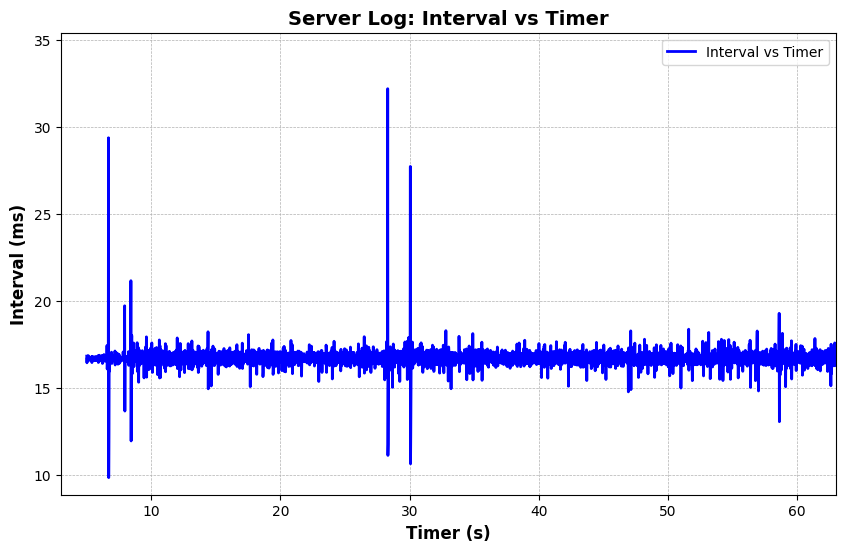 Server Log: Interval vs Timer
Interval vs Timer
35
30
25
20
15
10
Interval (ms)
10 20 30 40 50 60
Timer (s)